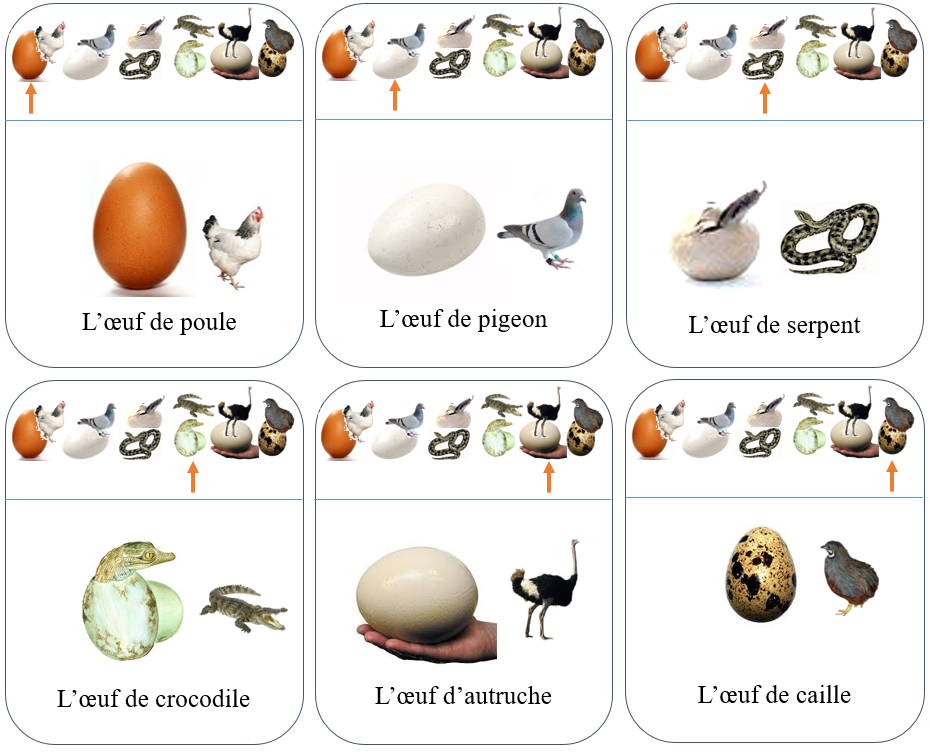 L’œuf de poule
L’œuf de pigeon
L’œuf de serpent
L’œuf de crocodile
L’œuf d’autruche
L’œuf de caille